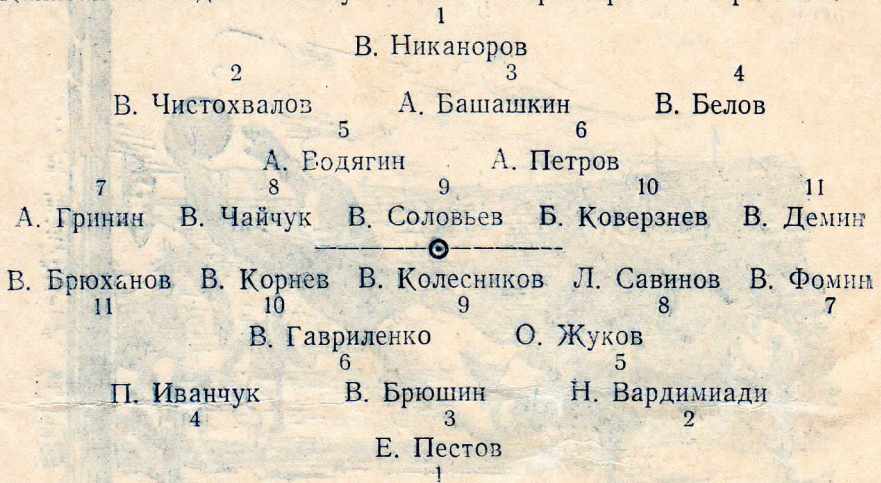 1
В. Никаноров
2 3 4
В. Чистохвалов А. Башашкин В. Белов
5 6
А. Водягин А. Петров
7 8 9 10 11
А. Гринин В. Чайчук В. Соловьев Б. Коверзнев В. Демин
В. Брюханов В. Корнев В. Колесников Л. Савинов В. Фомин
11 10 9 8 7
В. Гавриленко О. Жуков
6 5
П. Иванчук В. Брюшин Н. Вардимиади
4 3 2
Е. Пестов
1